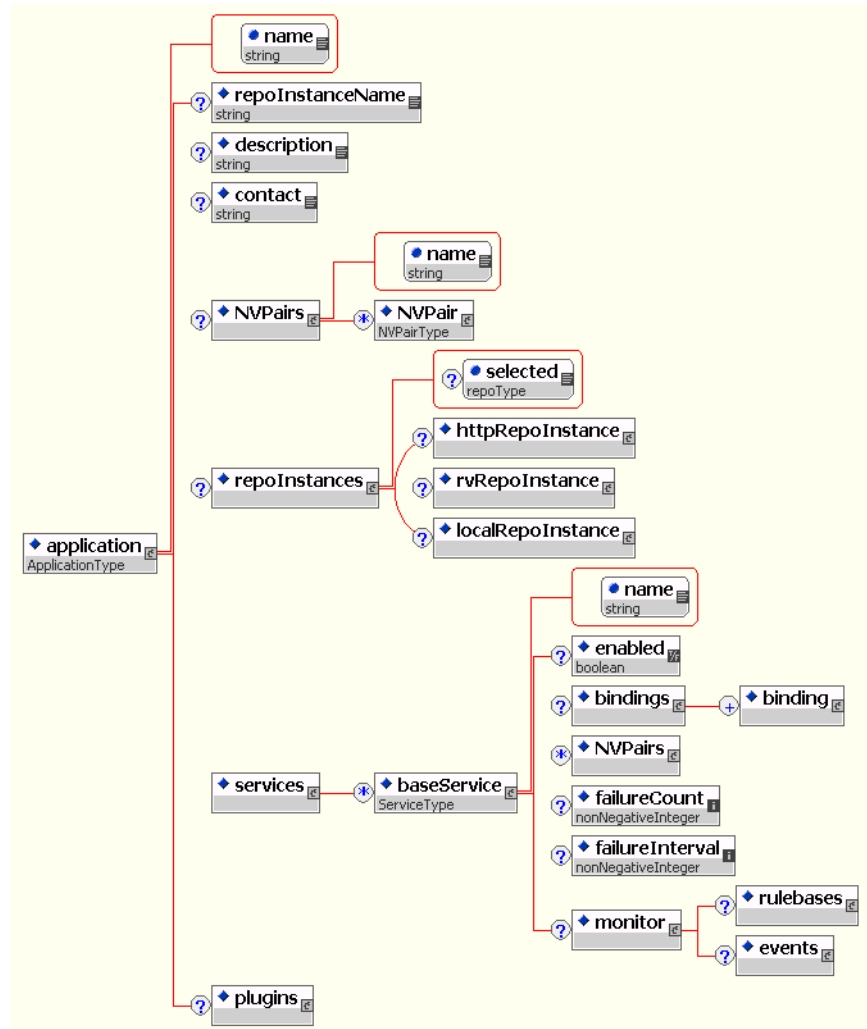 name
string
? repoInstanceName
string
? description
string
? contact
string
name
string
? NVPairs
* NVPair
NVPairType
? selected
repoType
? httpRepoInstance
? repoInstances
? rvRepoInstance
? localRepoInstance
application
ApplicationType
name
string
? enabled
boolean
? bindings
+ binding
* NVPairs
services
* baseService
ServiceType
? failureCount
nonNegativeInteger
? failureInterval
nonNegativeInteger
? rulebases
? monitor
? events
? plugins